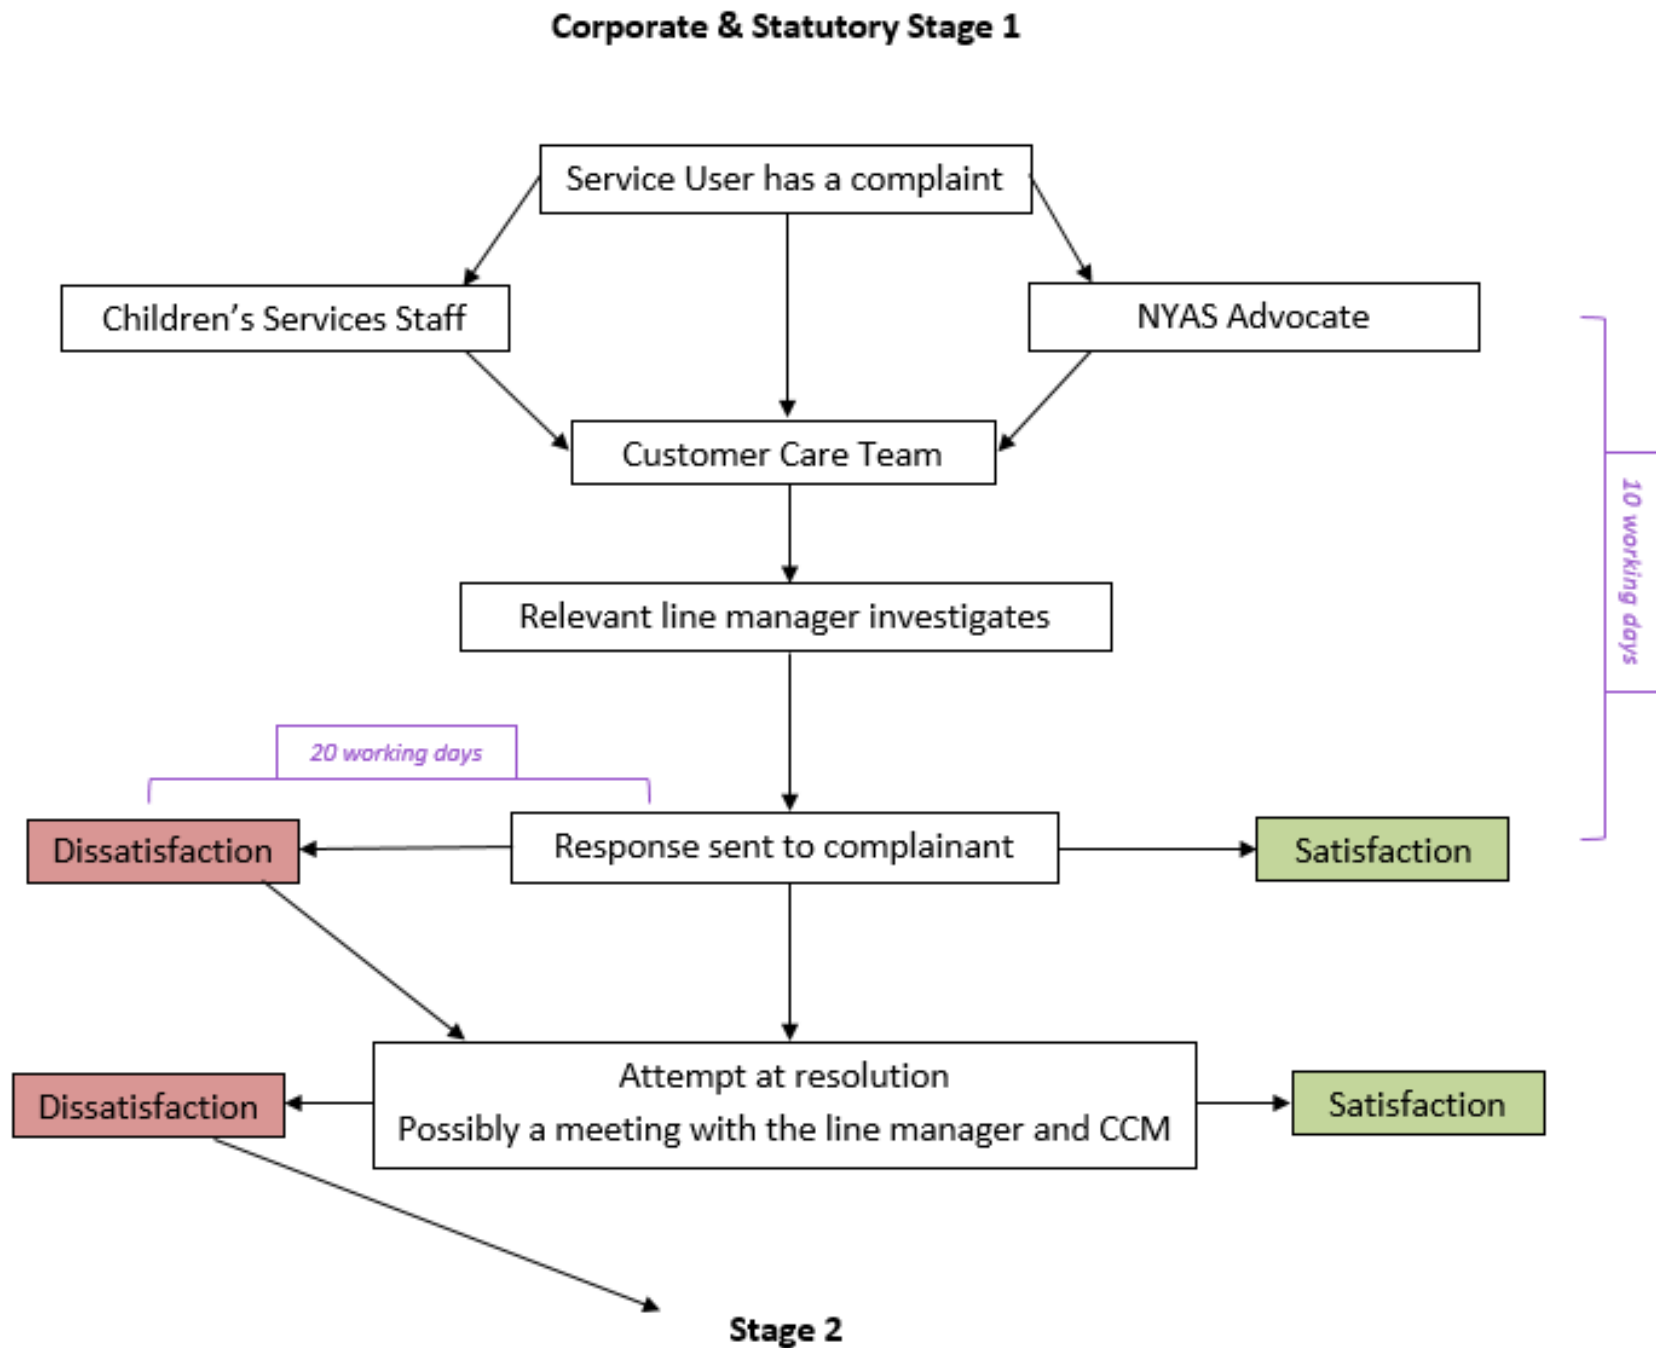 Corporate & Statutory Stage 1
Service User has a complaint
Children’s Services Staff
NYAS Advocate
Customer Care Team
10 working days
Relevant line manager investigates
20 working days
Dissatisfaction
Response sent to complainant
Satisfaction
Attempt at resolution
Possibly a meeting with the line manager and CCM
Dissatisfaction
Satisfaction
Stage 2